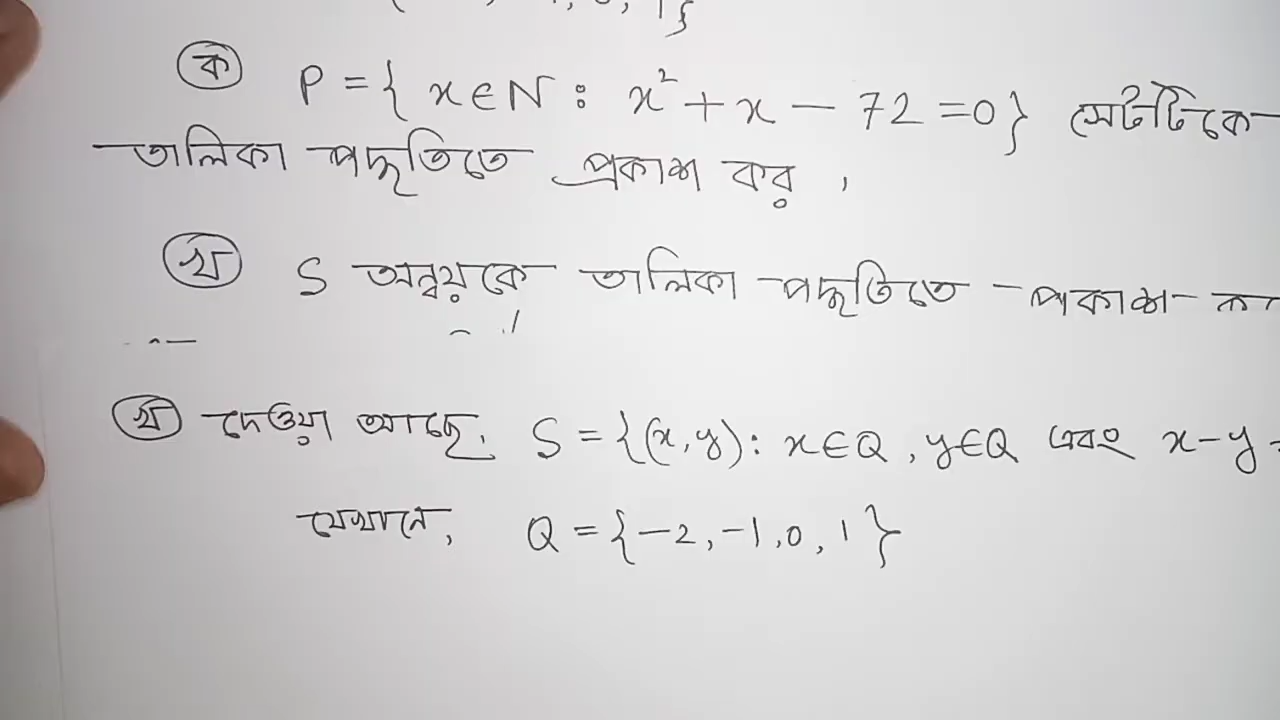 1}
ক P = { x ∈ N : x² + x – 72 = 0 } সেটটিকে
তালিকা পদ্ধতিতে প্রকাশ কর ,
খ S অন্বয়কে তালিকা পদ্ধতিতে প্রকাশ
খ দেওয়া আছে, S = {(x, y) : x ∈ Q , y ∈ Q এবং x – y =
যেখানে, Q = { –2, –1, 0, 1 }